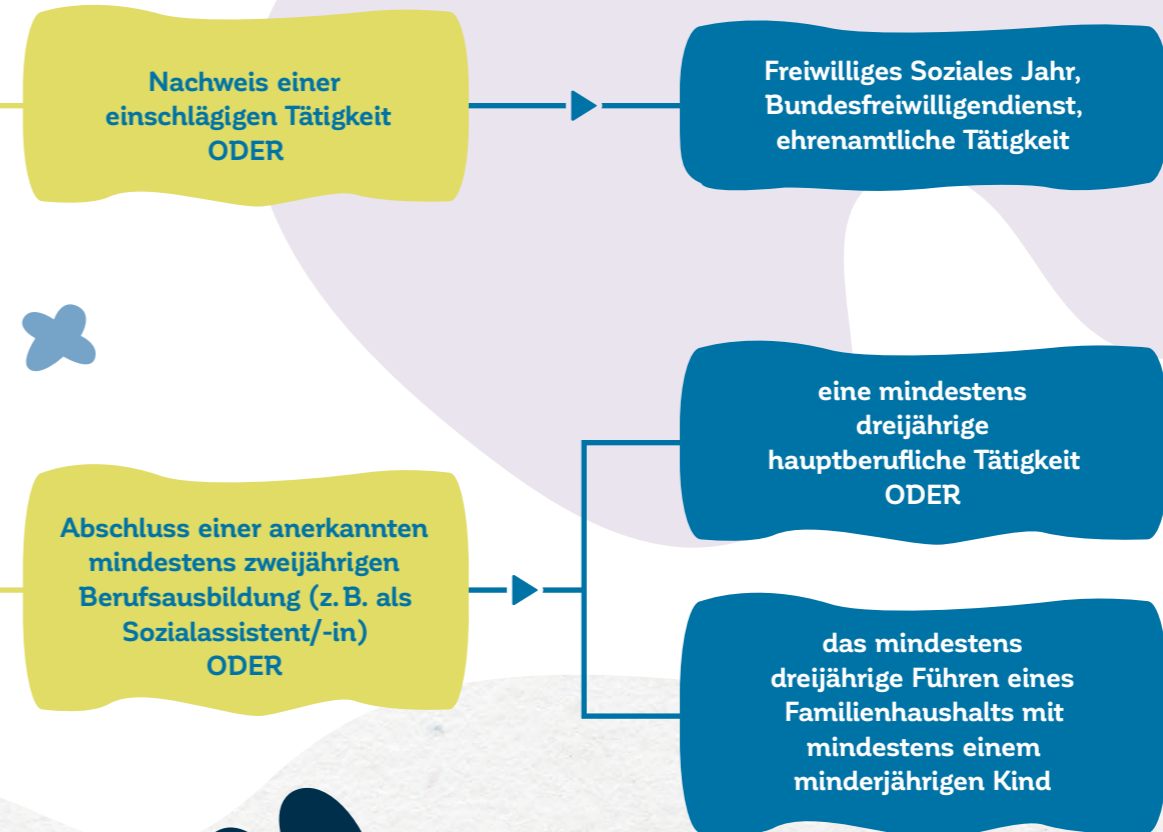 Nachweis einer
einschlägigen Tätigkeit
ODER
Freiwilliges Soziales Jahr,
Bundesfreiwilligendienst,
ehrenamtliche Tätigkeit
Abschluss einer anerkannten
mindestens zweijährigen
Berufsausbildung (z. B. als
Sozialassistent/-in)
ODER
eine mindestens
dreijährige
hauptberufliche Tätigkeit
ODER
das mindestens
dreijährige Führen eines
Familienhaushalts mit
mindestens einem
minderjährigen Kind